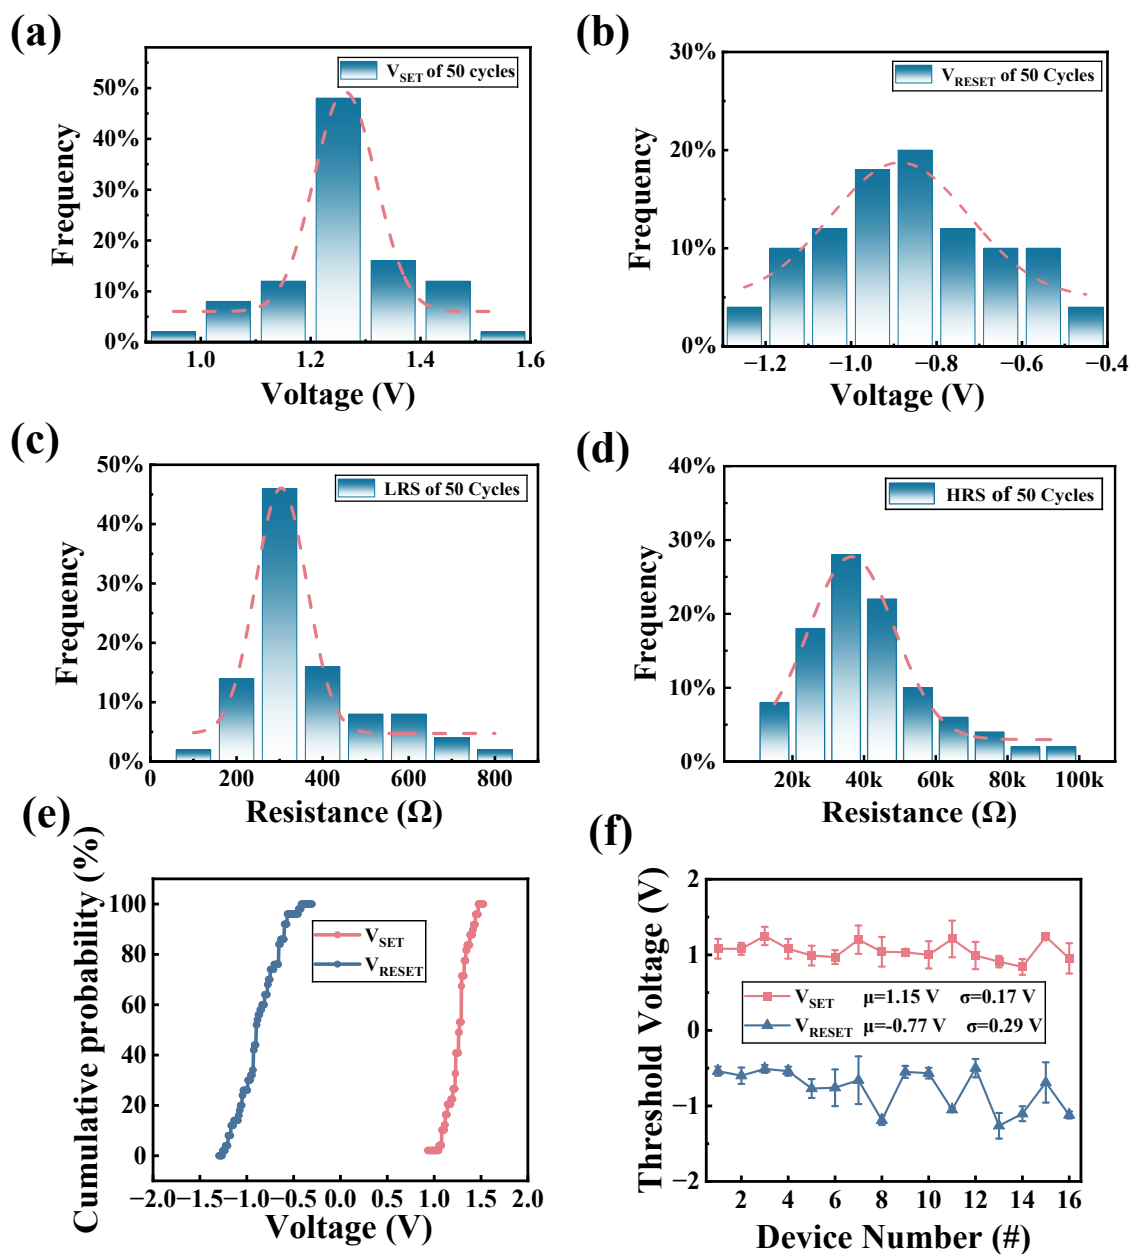 (a)
V_SET of 50 cycles
Frequency
50%
40%
30%
20%
10%
0%
1.0 1.2 1.4 1.6
Voltage (V)
(b)
V_RESET of 50 Cycles
Frequency
30%
20%
10%
0%
−1.2 −1.0 −0.8 −0.6 −0.4
Voltage (V)
(c)
LRS of 50 Cycles
Frequency
50%
40%
30%
20%
10%
0%
0 200 400 600 800
Resistance (Ω)
(d)
HRS of 50 Cycles
Frequency
40%
30%
20%
10%
0%
20k 40k 60k 80k 100k
Resistance (Ω)
(e)
Cumulative probability (%)
100
80
60
40
20
0
V_SET
V_RESET
−2.0 −1.5 −1.0 −0.5 0.0 0.5 1.0 1.5 2.0
Voltage (V)
(f)
Threshold Voltage (V)
2
1
0
−1
−2
V_SET μ=1.15 V σ=0.17 V
V_RESET μ=-0.77 V σ=0.29 V
2 4 6 8 10 12 14 16
Device Number (#)